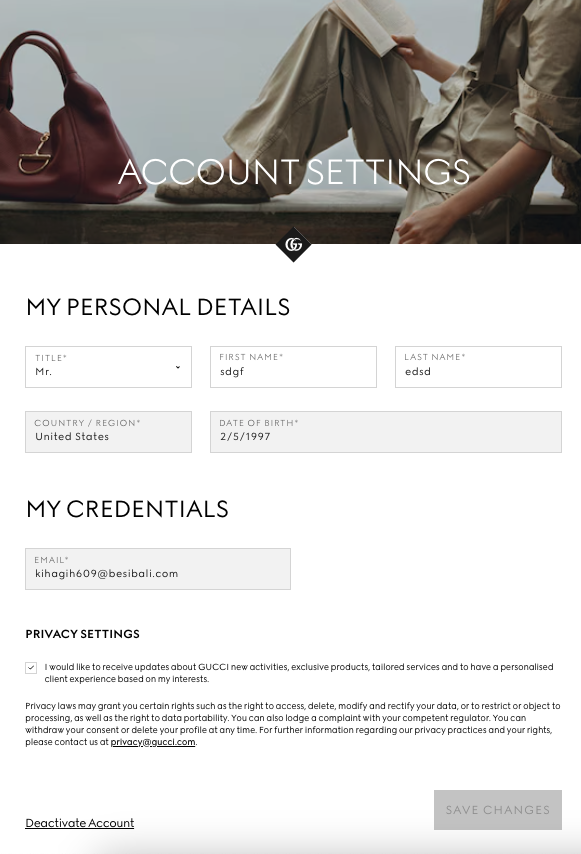 ACCOUNT SETTINGS
GG
MY PERSONAL DETAILS
TITLE*
Mr.
FIRST NAME*
sdgf
LAST NAME*
edsd
COUNTRY / REGION*
United States
DATE OF BIRTH*
2/5/1997
MY CREDENTIALS
EMAIL*
kihagih609@besibali.com
PRIVACY SETTINGS
I would like to receive updates about GUCCI new activities, exclusive products, tailored services and to have a personalised
client experience based on my interests.
Privacy laws may grant you certain rights such as the right to access, delete, modify and rectify your data, or to restrict or object to
processing, as well as the right to data portability. You can also lodge a complaint with your competent regulator. You can
withdraw your consent or delete your profile at any time. For further information regarding our privacy practices and your rights,
please contact us at privacy@gucci.com.
Deactivate Account
SAVE CHANGES